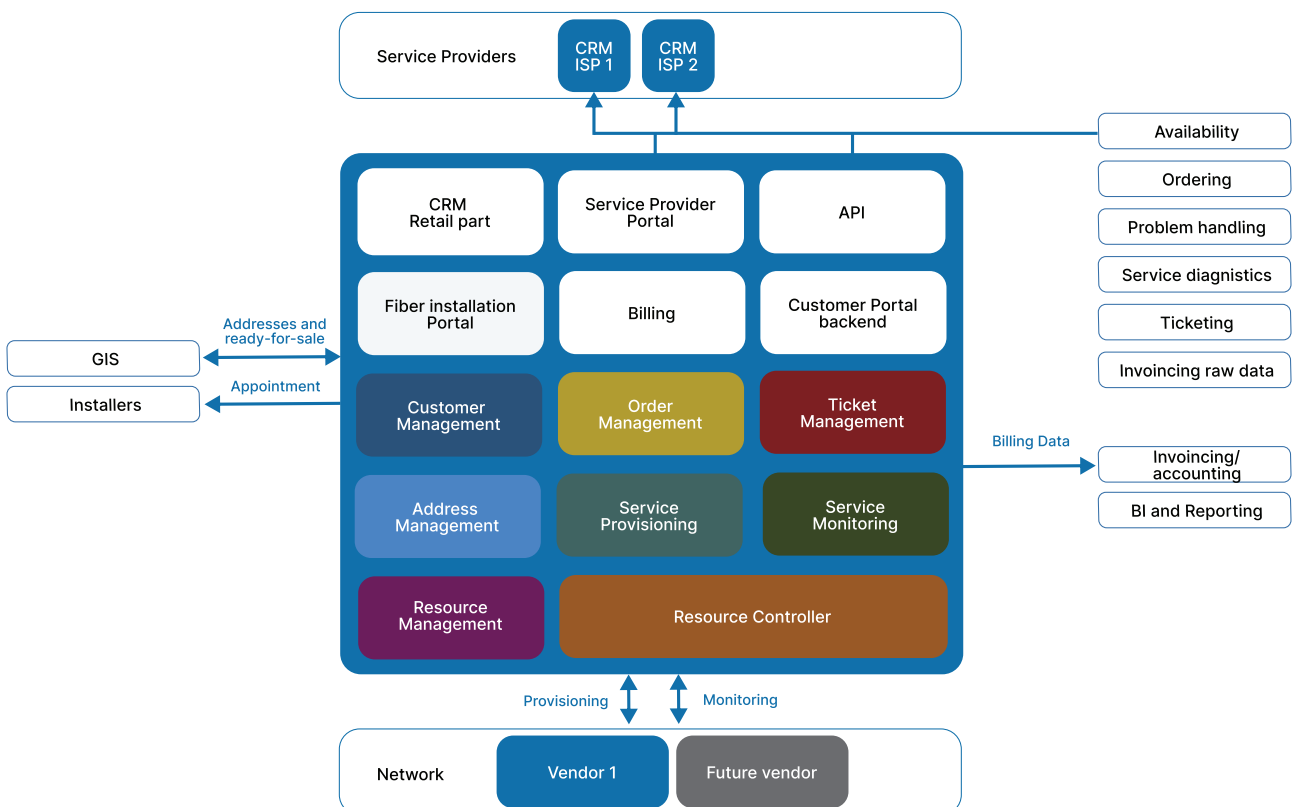 Service Providers
CRM
ISP 1
CRM
ISP 2
Availability
Ordering
Problem handling
Service diagnistics
Ticketing
Invoincing raw data
CRM
Retail part
Service Provider
Portal
API
Fiber installation
Portal
Billing
Customer Portal
backend
Addresses and
ready-for-sale
GIS
Appointment
Installers
Customer
Management
Order
Management
Ticket
Management
Billing Data
Invoincing/
accounting
BI and Reporting
Address
Management
Service
Provisioning
Service
Monitoring
Resource
Management
Resource Controller
Provisioning
Monitoring
Network
Vendor 1
Future vendor